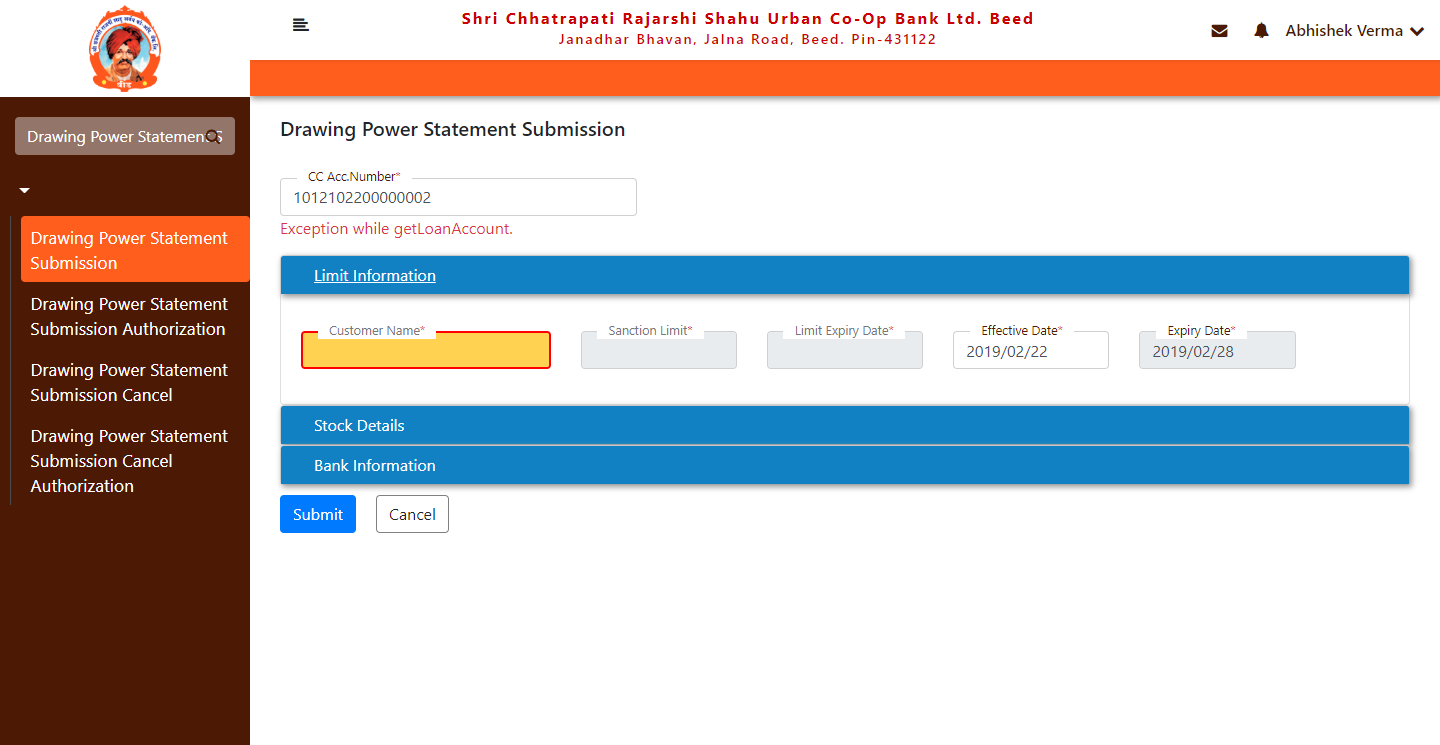 Shri Chhatrapati Rajarshi Shahu Urban Co-Op Bank Ltd. Beed
Janadhar Bhavan, Jalna Road, Beed. Pin-431122
Abhishek Verma
बीड
Drawing Power Statement S
Drawing Power Statement
Submission
Drawing Power Statement
Submission Authorization
Drawing Power Statement
Submission Cancel
Drawing Power Statement
Submission Cancel
Authorization
Drawing Power Statement Submission
CC Acc.Number*
1012102200000002
Exception while getLoanAccount.
Limit Information
Customer Name*
Sanction Limit*
Limit Expiry Date*
Effective Date*
2019/02/22
Expiry Date*
2019/02/28
Stock Details
Bank Information
Submit
Cancel